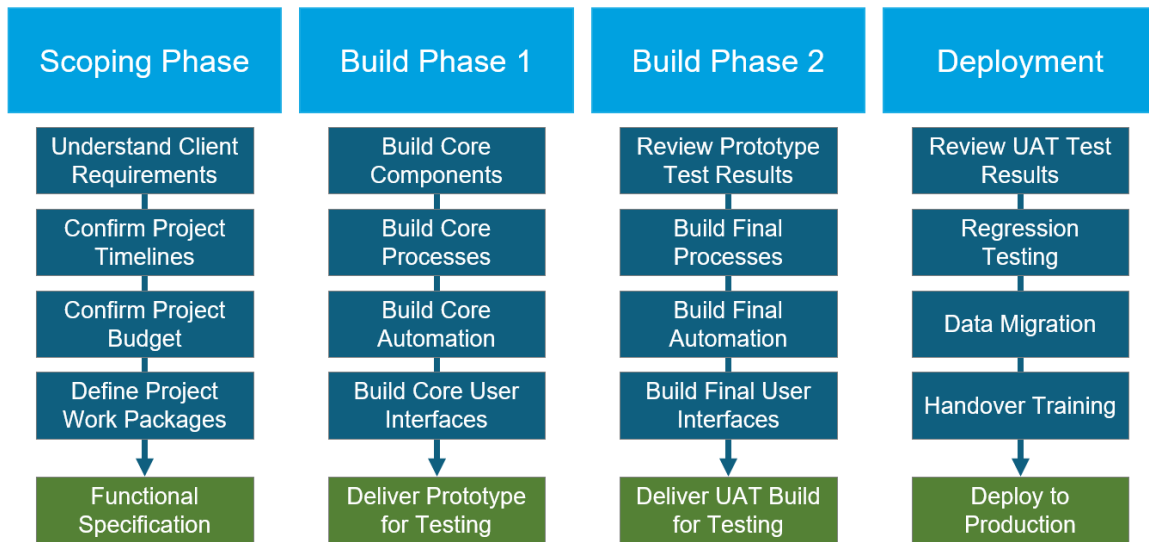 Scoping Phase
Understand Client
Requirements
Confirm Project
Timelines
Confirm Project
Budget
Define Project
Work Packages
Functional
Specification
Build Phase 1
Build Core
Components
Build Core
Processes
Build Core
Automation
Build Core User
Interfaces
Deliver Prototype
for Testing
Build Phase 2
Review Prototype
Test Results
Build Final
Processes
Build Final
Automation
Build Final User
Interfaces
Deliver UAT Build
for Testing
Deployment
Review UAT Test
Results
Regression
Testing
Data Migration
Handover Training
Deploy to
Production